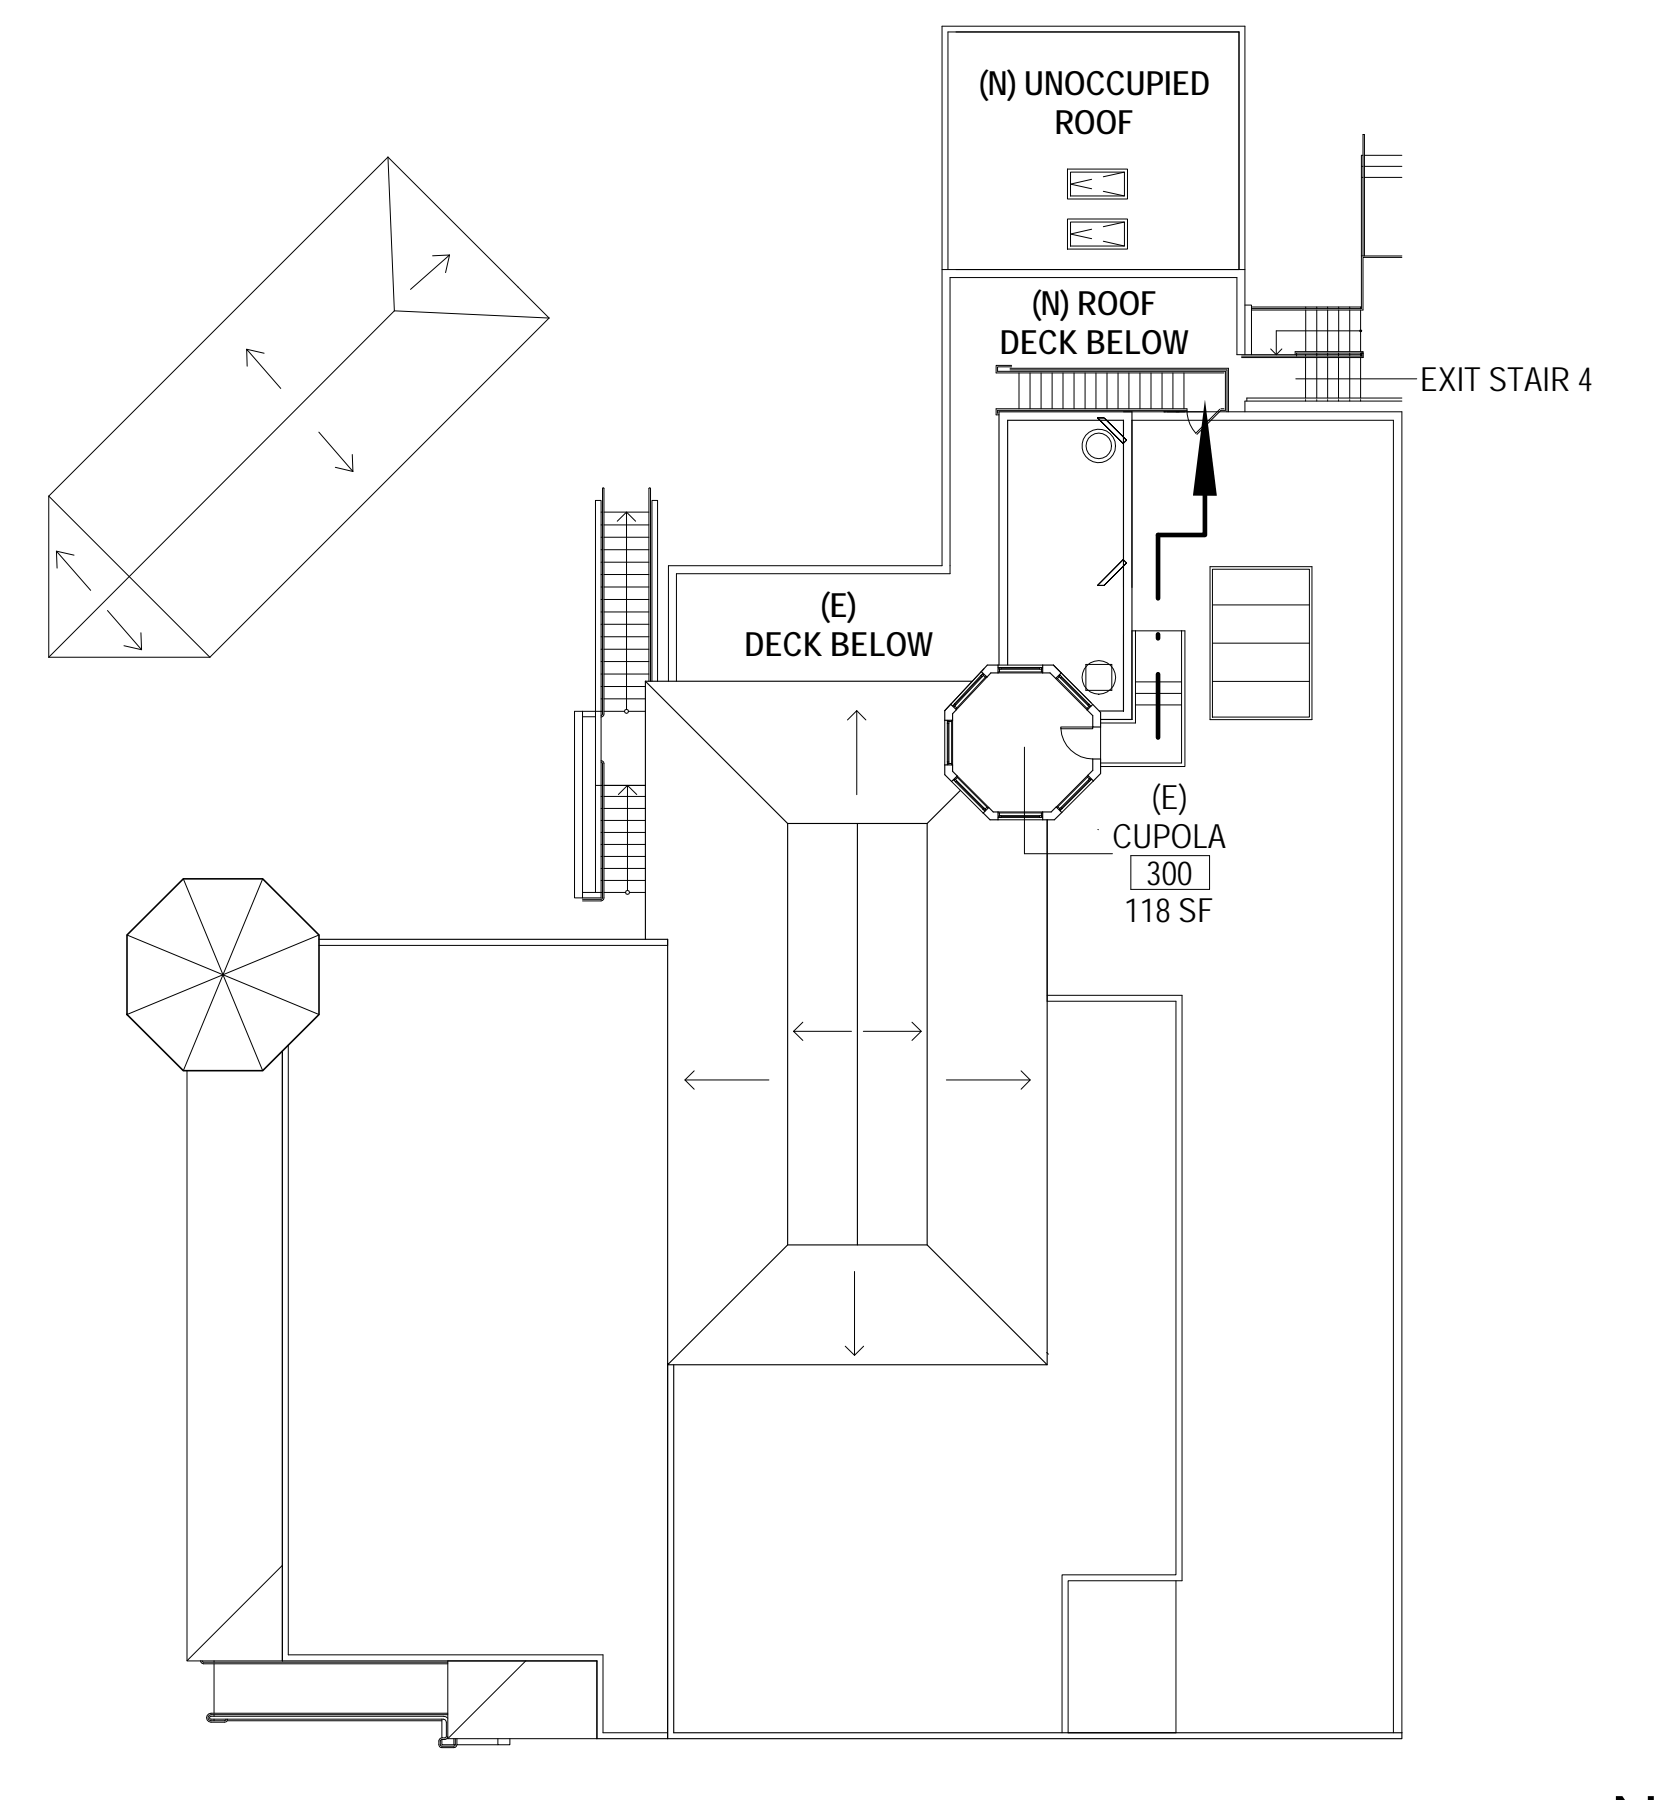 (N) UNOCCUPIED
ROOF
(N) ROOF
DECK BELOW
EXIT STAIR 4
(E)
DECK BELOW
(E)
CUPOLA
300
118 SF